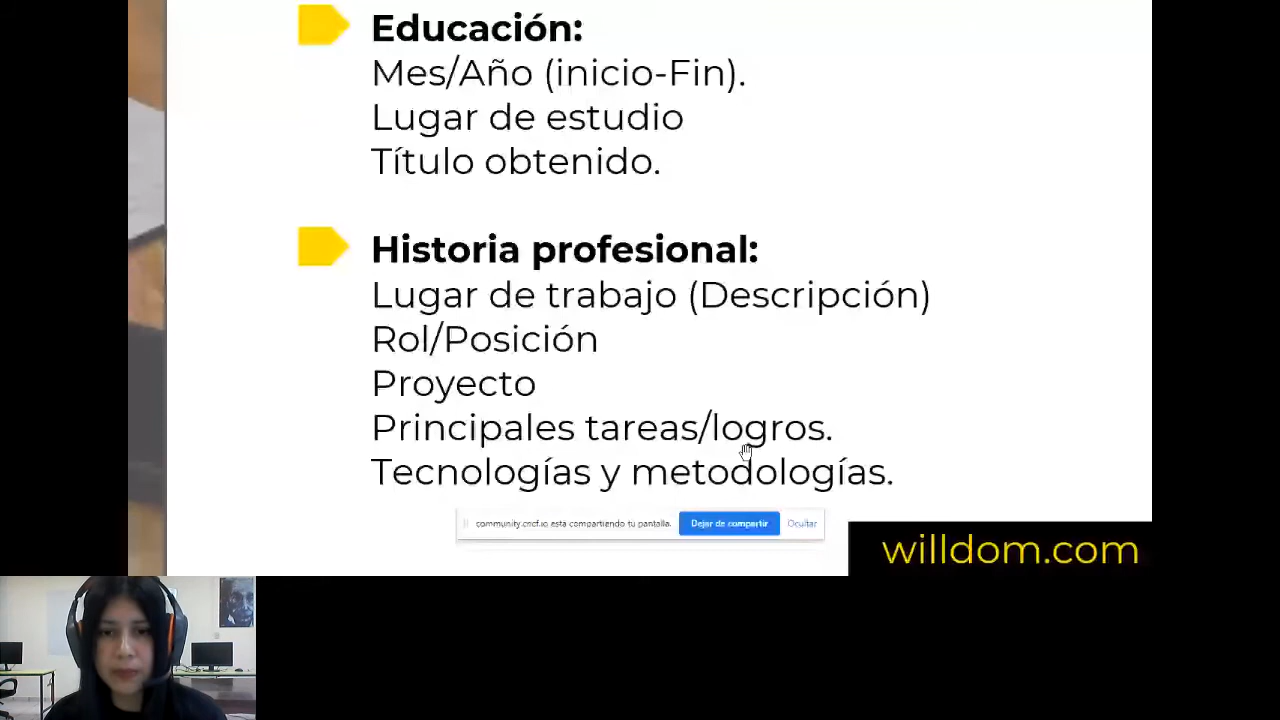 Educación:
Mes/Año (inicio-Fin).
Lugar de estudio
Título obtenido.
Historia profesional:
Lugar de trabajo (Descripción)
Rol/Posición
Proyecto
Principales tareas/logros.
Tecnologías y metodologías.
community.cncf.io está compartiendo tu pantalla. Dejar de compartir Ocultar
willdom.com